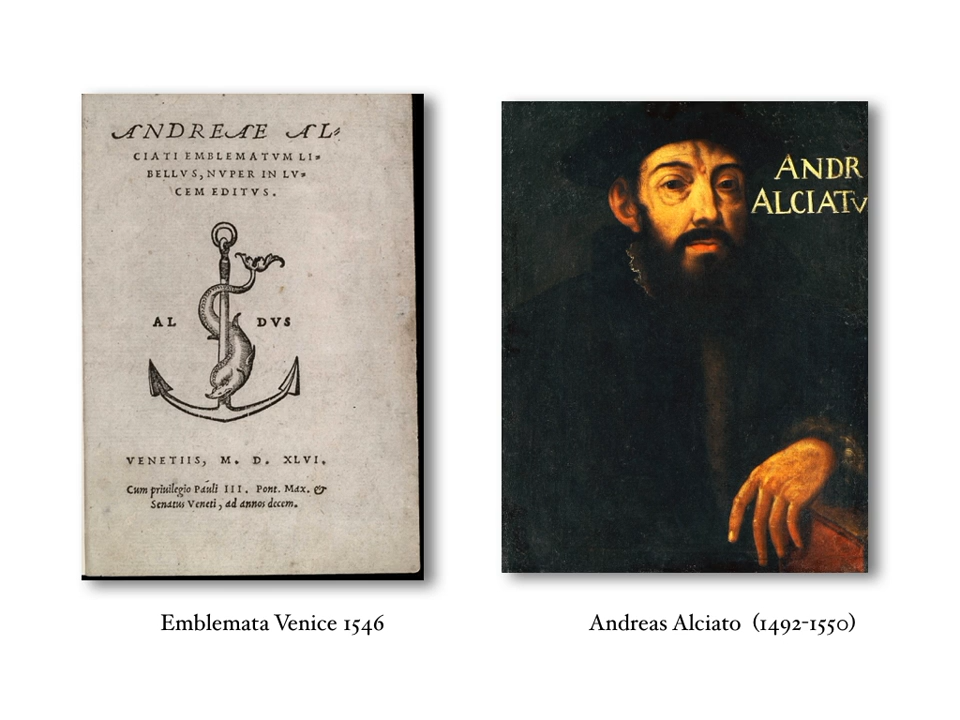 ANDREAE AL-
CIATI EMBLEMATVM LI-
BELLVS, NVPER IN LV-
CEM EDITVS.
AL DVS
VENETIIS, M. D. XLVI.
Cum priuilegio Pauli III. Pont. Max. &
Senatus Veneti, ad annos decem.
Emblemata Venice 1546
ANDR
ALCIATV
Andreas Alciato (1492-1550)